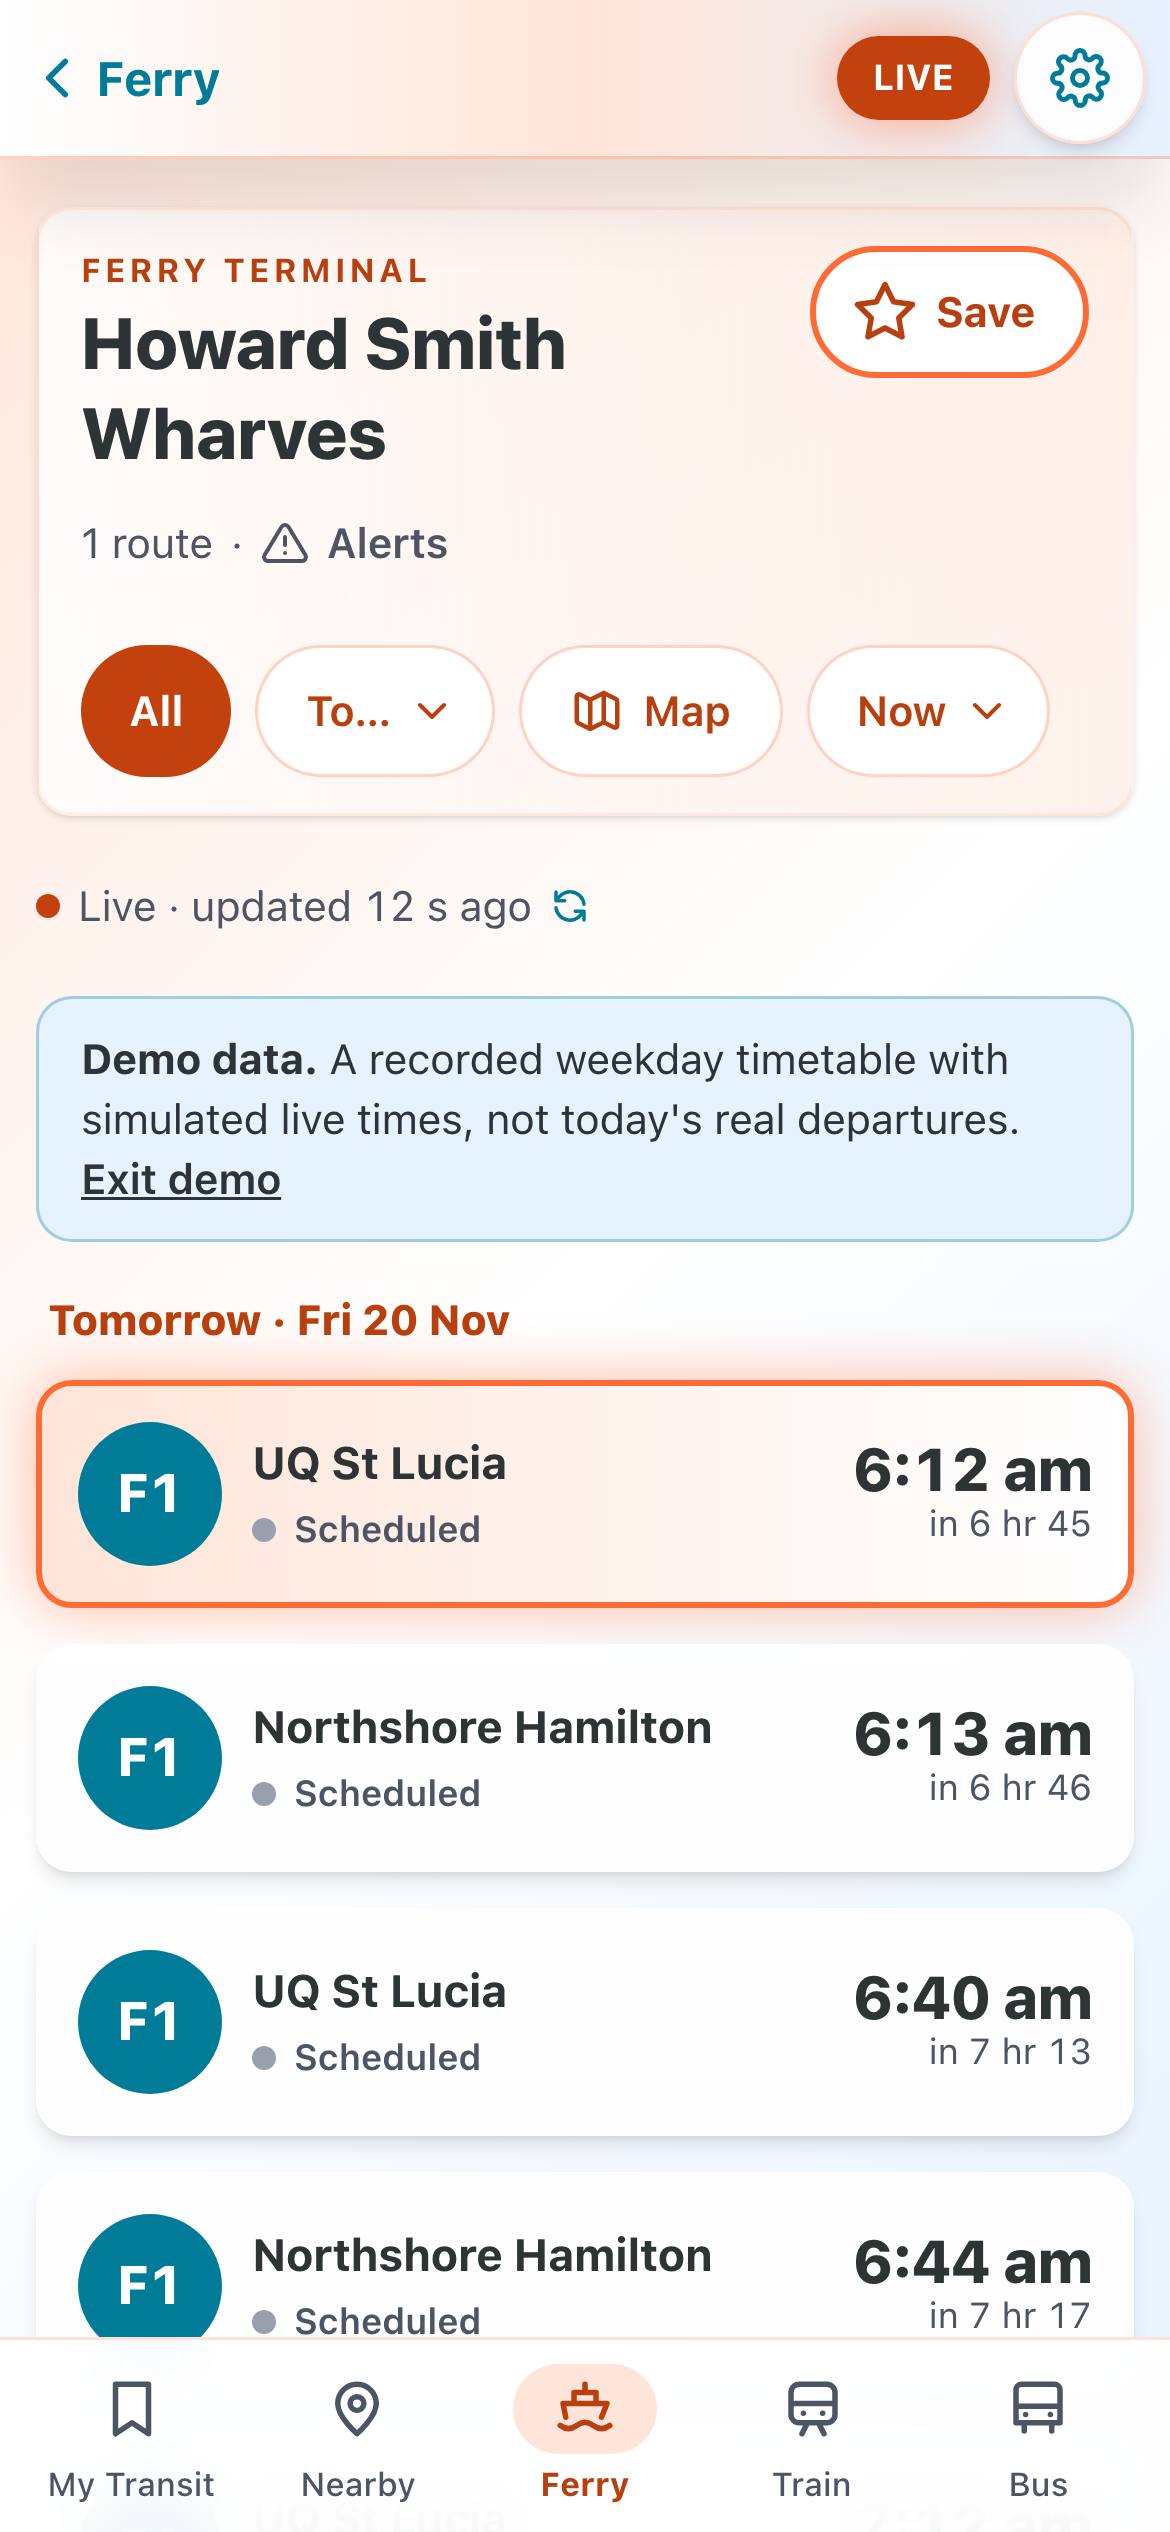 Ferry
LIVE
FERRY TERMINAL
Howard Smith
Wharves
Save
1 route · Alerts
All
To...
Map
Now
Live · updated 12 s ago
Demo data. A recorded weekday timetable with
simulated live times, not today's real departures.
Exit demo
Tomorrow · Fri 20 Nov
F1
UQ St Lucia
Scheduled
6:12 am
in 6 hr 45
F1
Northshore Hamilton
Scheduled
6:13 am
in 6 hr 46
F1
UQ St Lucia
Scheduled
6:40 am
in 7 hr 13
F1
Northshore Hamilton
Scheduled
6:44 am
in 7 hr 17
My Transit
Nearby
Ferry
Train
Bus